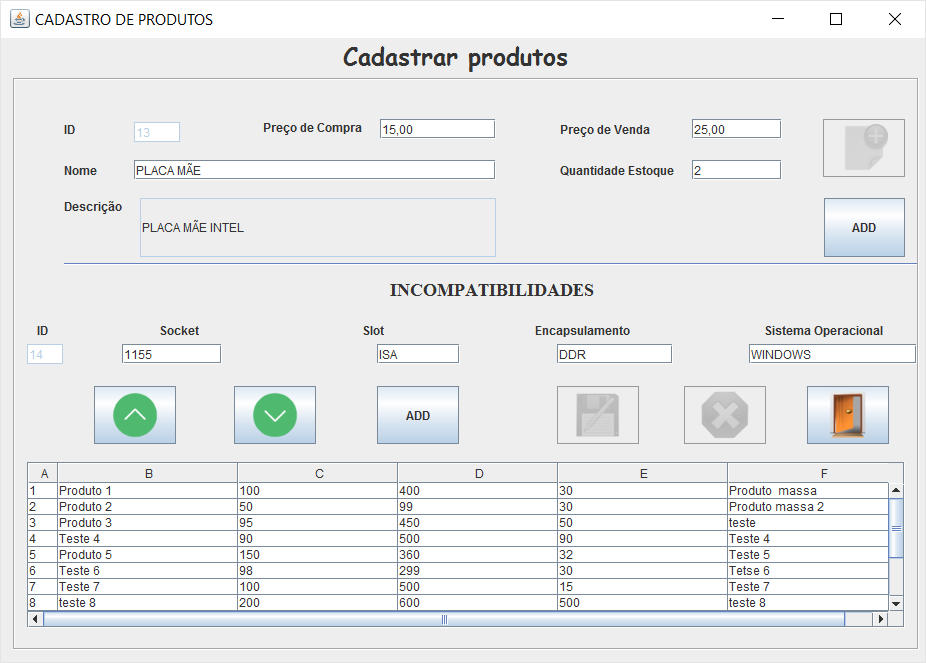 CADASTRO DE PRODUTOS
Cadastrar produtos
ID 13 Preço de Compra 15,00 Preço de Venda 25,00
Nome PLACA MÃE Quantidade Estoque 2
Descrição PLACA MÃE INTEL ADD
INCOMPATIBILIDADES
ID Socket Slot Encapsulamento Sistema Operacional
14 1155 ISA DDR WINDOWS
ADD
A B C D E F
1 Produto 1 100 400 30 Produto massa
2 Produto 2 50 99 30 Produto massa 2
3 Produto 3 95 450 50 teste
4 Teste 4 90 500 90 Teste 4
5 Produto 5 150 360 32 Teste 5
6 Teste 6 98 299 30 Tetse 6
7 Teste 7 100 500 15 Teste 7
8 teste 8 200 600 500 teste 8